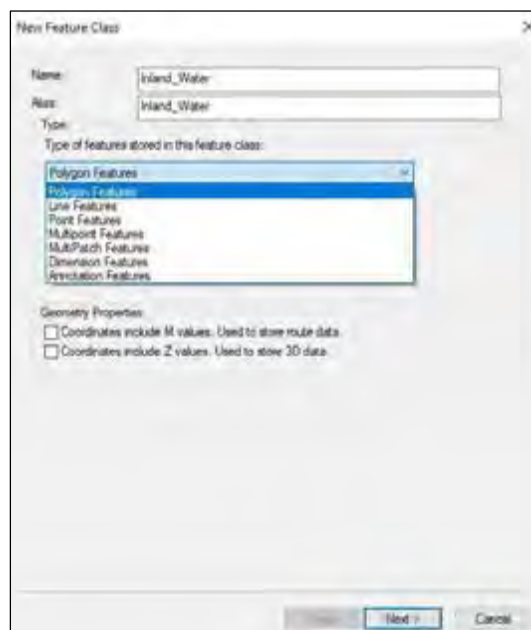 New Feature Class
Name:
Inland_Water
Alias:
Inland_Water
Type:
Type of features stored in this feature class:
Polygon Features
Polygon Features
Line Features
Point Features
Multipoint Features
MultiPatch Features
Dimension Features
Annotation Features
Geometry Properties
Coordinates include M values. Used to store route data.
Coordinates include Z values. Used to store 3D data.
Next >
Cancel